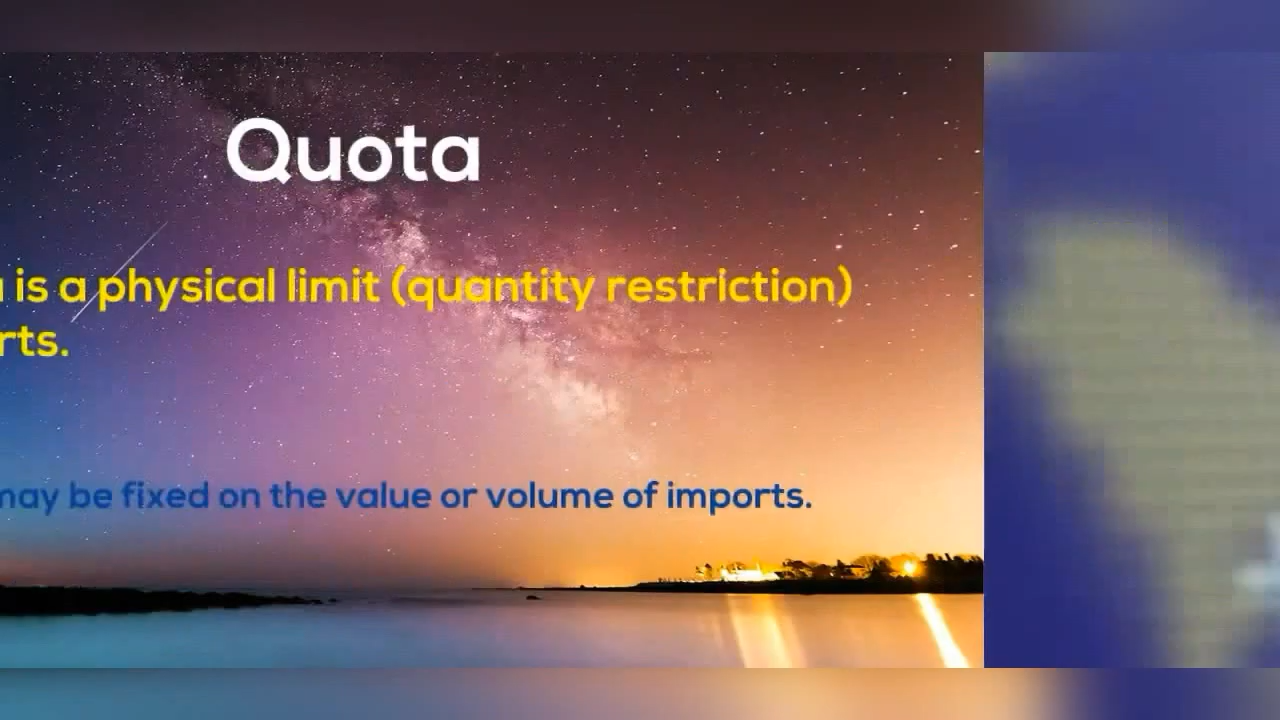 Quota
is a physical limit (quantity restriction)
rts.
may be fixed on the value or volume of imports.